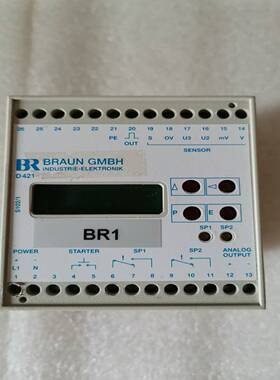 26 25 24 23 22 21 20 19 18 17 16 15 14
PE OUT S OV U3 U2 mV V
SENSOR
BR BRAUN GMBH
INDUSTRIE-ELEKTRONIK
D421
P E
SP1 SP2
BR1
POWER STARTER SP1 SP2 ANALOG OUTPUT
+ - + -
L1 N
1 2 3 4 5 6 7 8 9 10 11 12 13